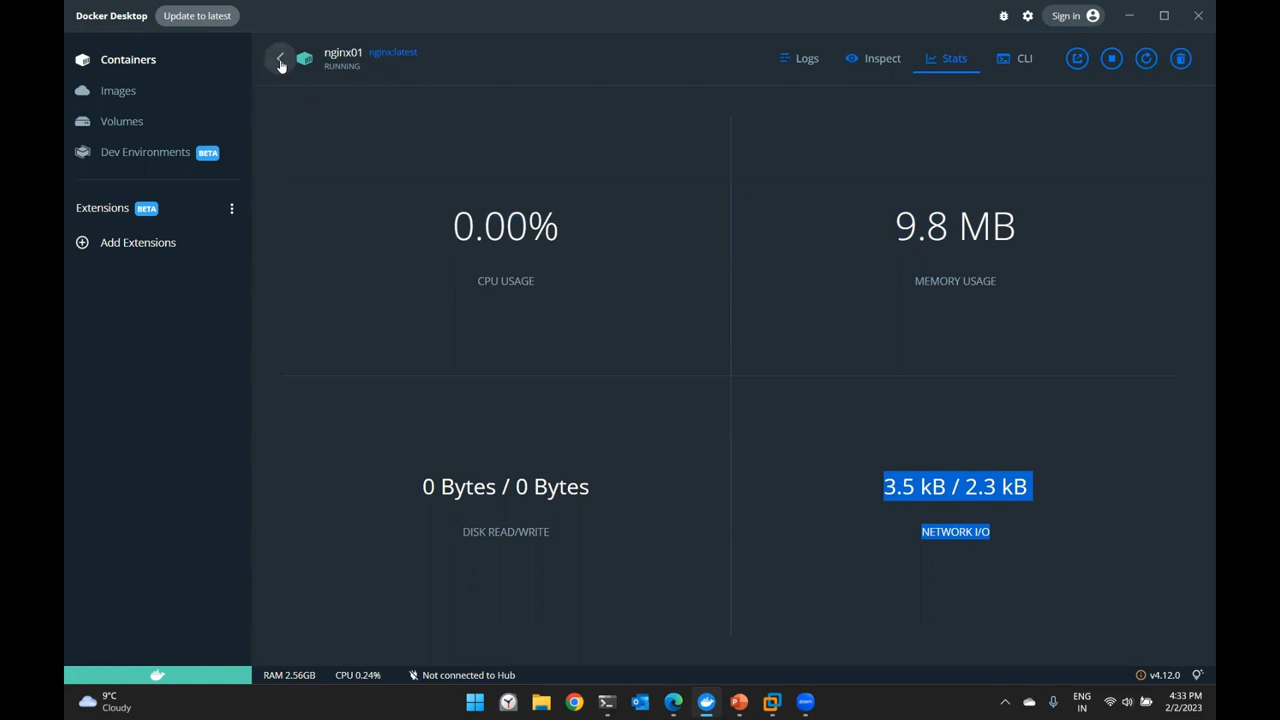 Docker Desktop
Update to latest
Sign in
Containers
Images
Volumes
Dev Environments BETA
Extensions BETA
Add Extensions
nginx01 nginx:latest
RUNNING
Logs
Inspect
Stats
CLI
0.00%
CPU USAGE
9.8 MB
MEMORY USAGE
0 Bytes / 0 Bytes
DISK READ/WRITE
3.5 kB / 2.3 kB
NETWORK I/O
RAM 2.56GB
CPU 0.24%
Not connected to Hub
v4.12.0
9°C
Cloudy
zoom
ENG
IN
4:33 PM
2/2/2023